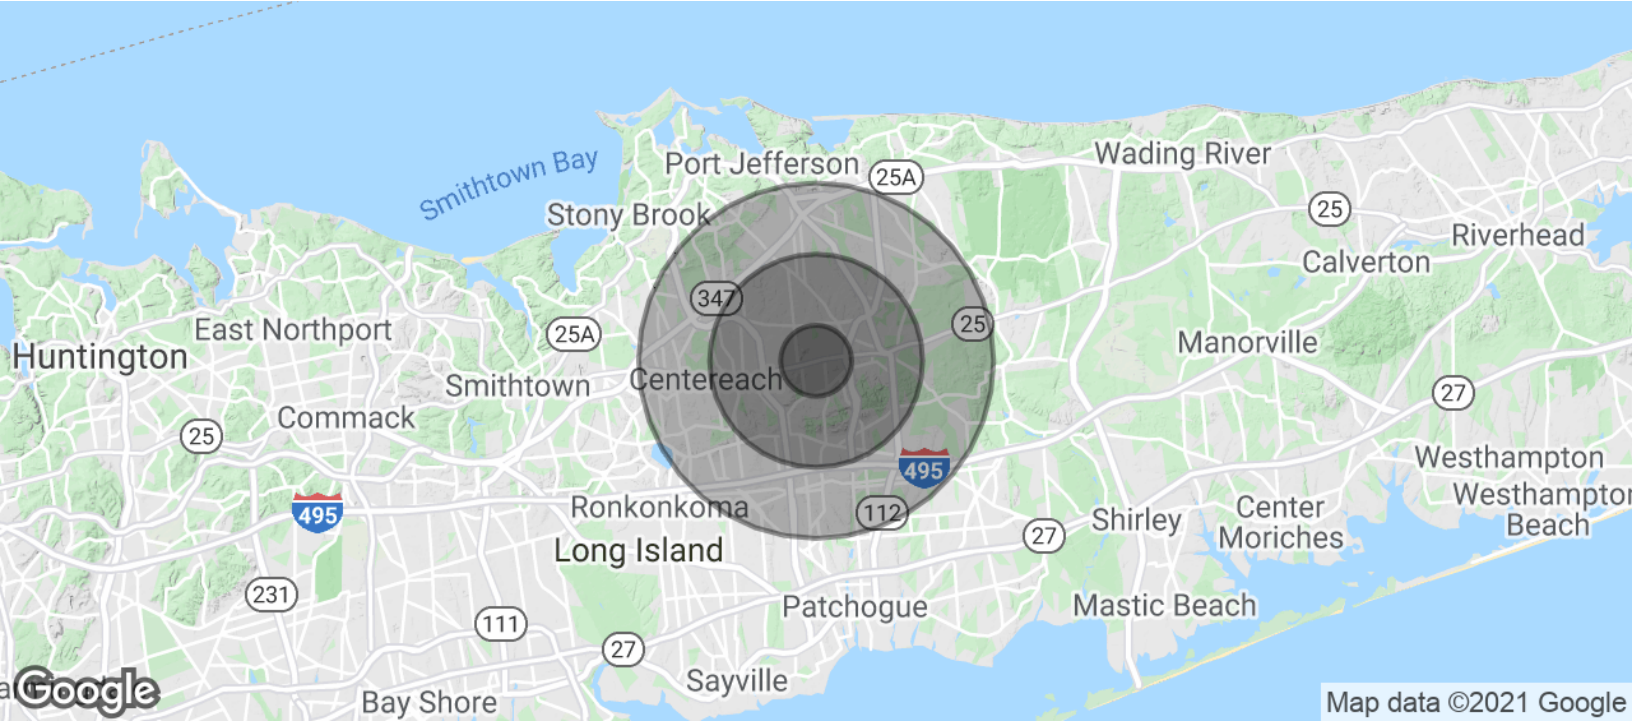 Smithtown Bay
Port Jefferson
25A
Wading River
Stony Brook
25
Riverhead
Calverton
347
25
East Northport
25A
Huntington
Manorville
Smithtown
Centereach
27
Commack
25
495
Westhampton
495
Ronkonkoma
112
Westhampton
Beach
Center
Moriches
Shirley
27
Long Island
231
111
Patchogue
Mastic Beach
27
Sayville
Google
Bay Shore
Map data ©2021 Google